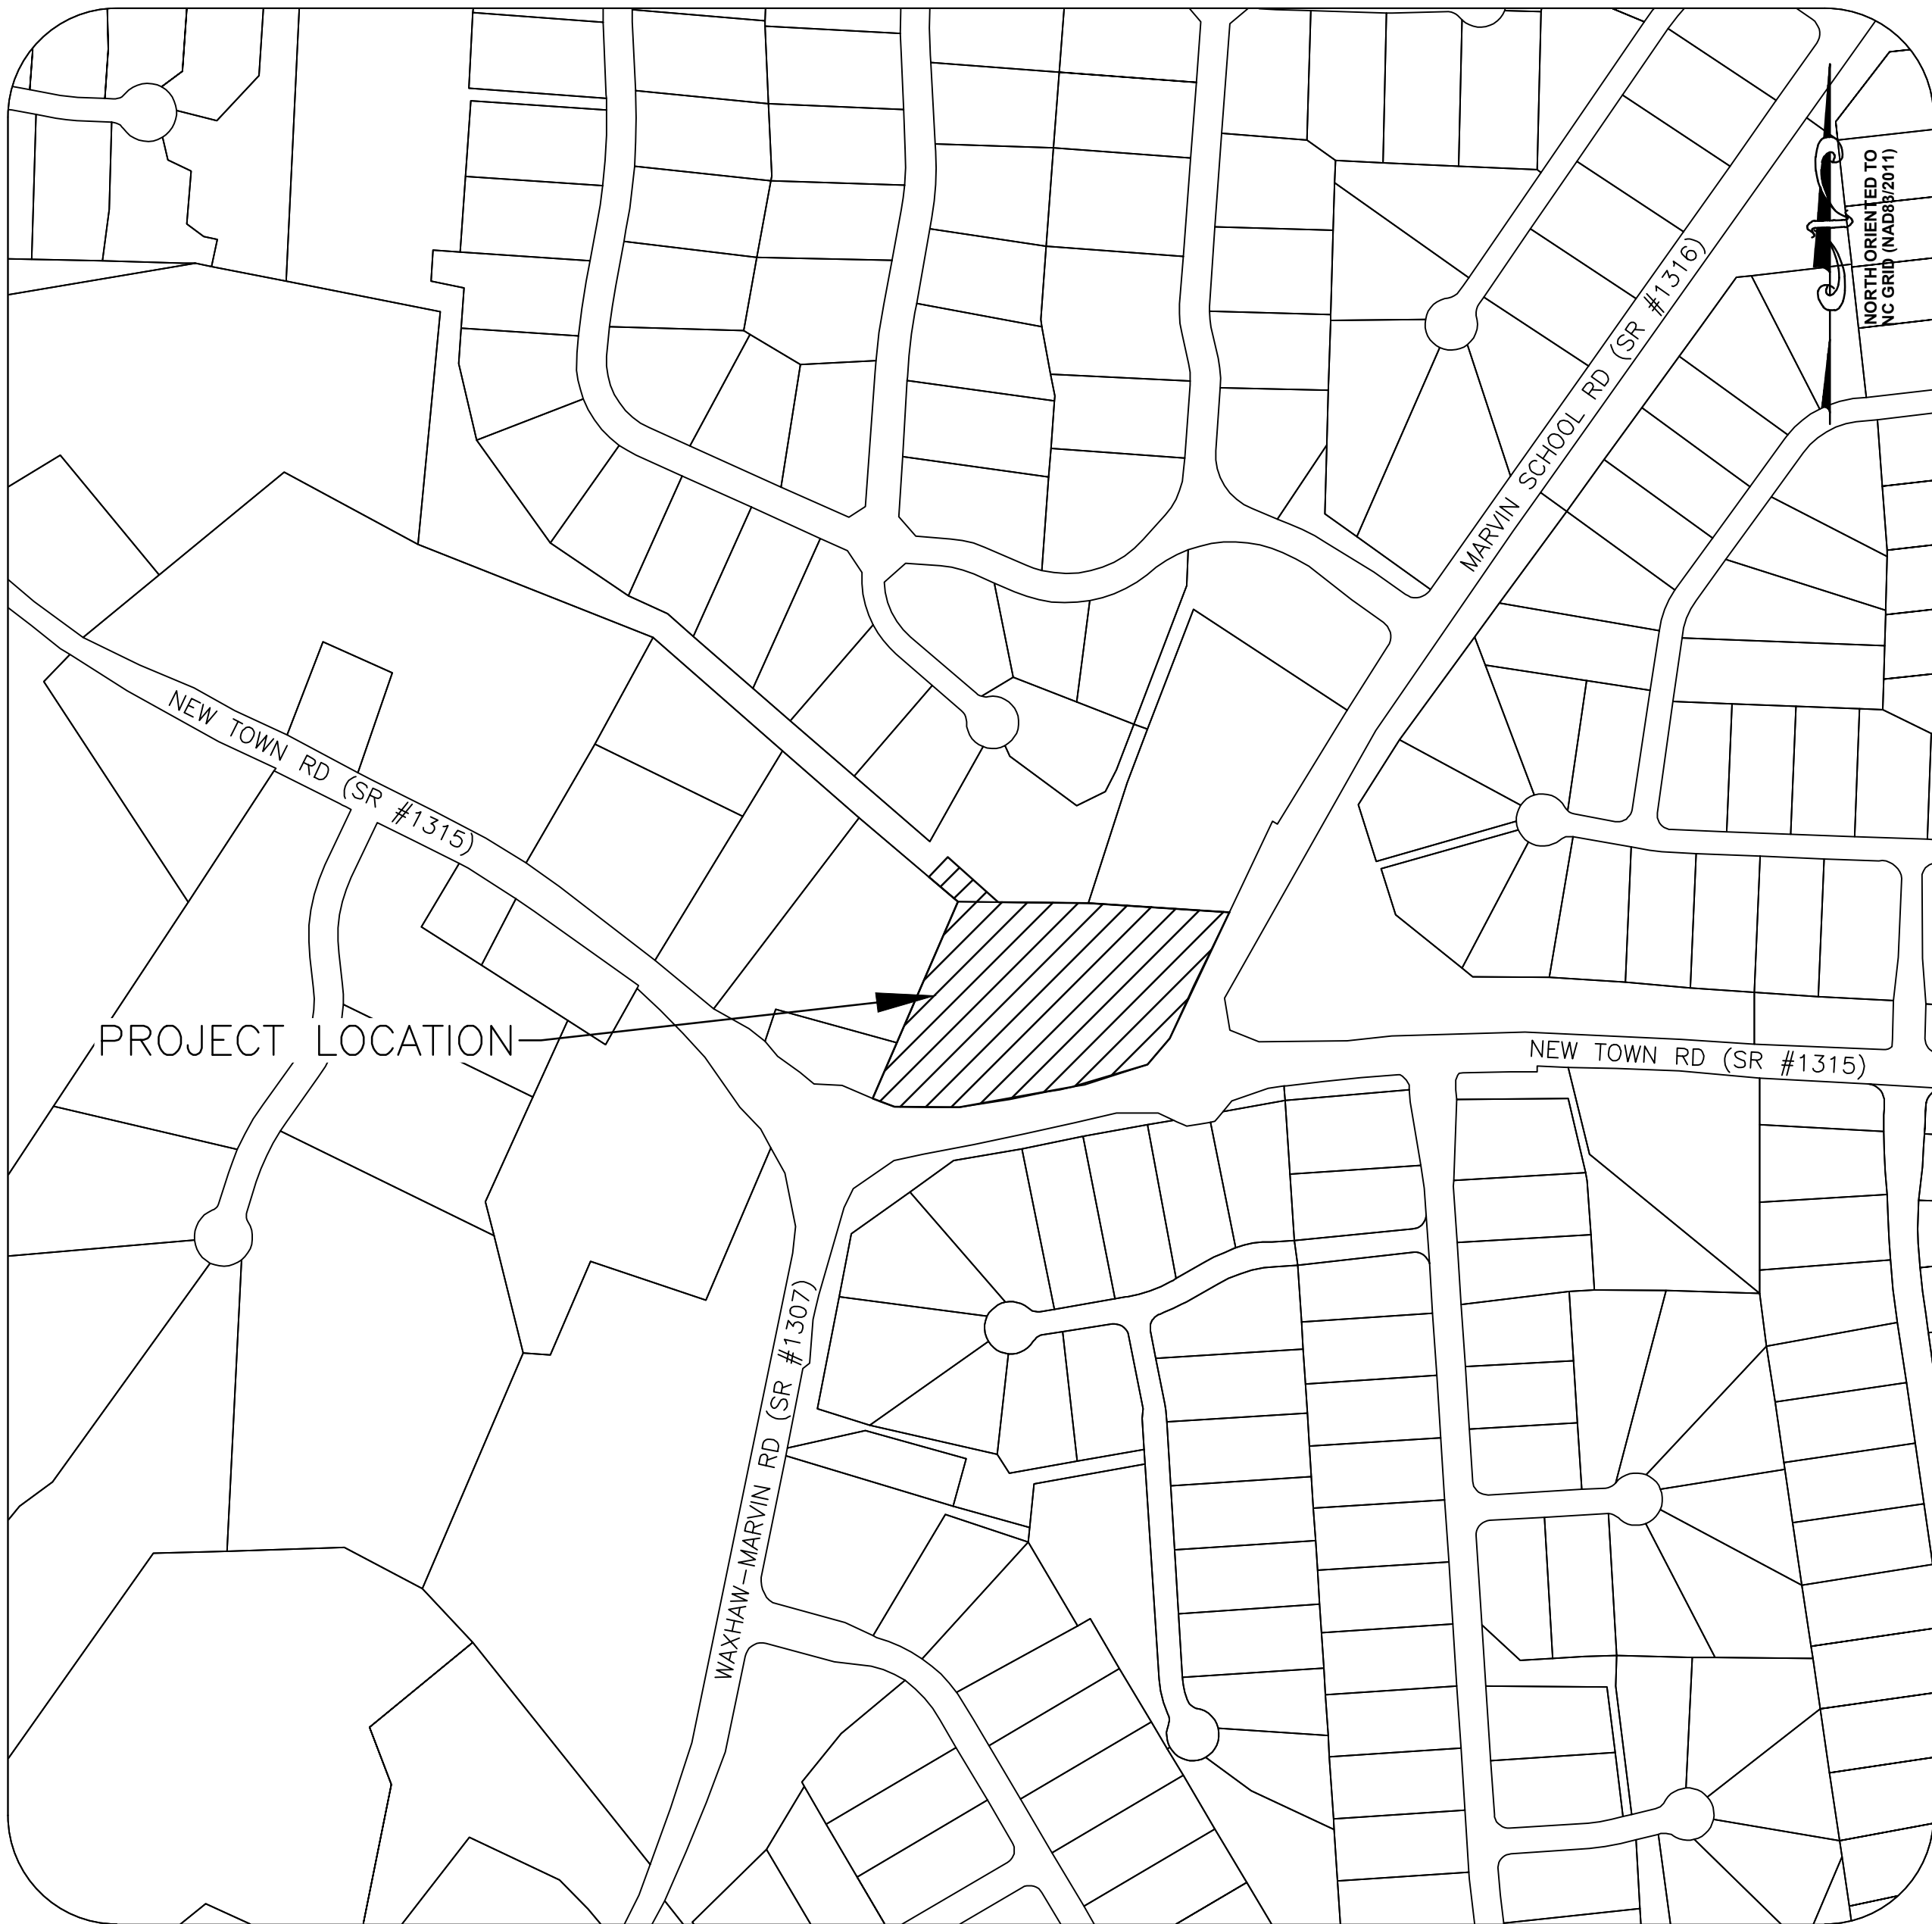 NORTH ORIENTED TO
NC GRID (NAD83/2011)
MARVIN SCHOOL RD (SR #1316)
NEW TOWN RD (SR #1315)
PROJECT LOCATION
NEW TOWN RD (SR #1315)
WAXHAW-MARVIN RD (SR #1307)